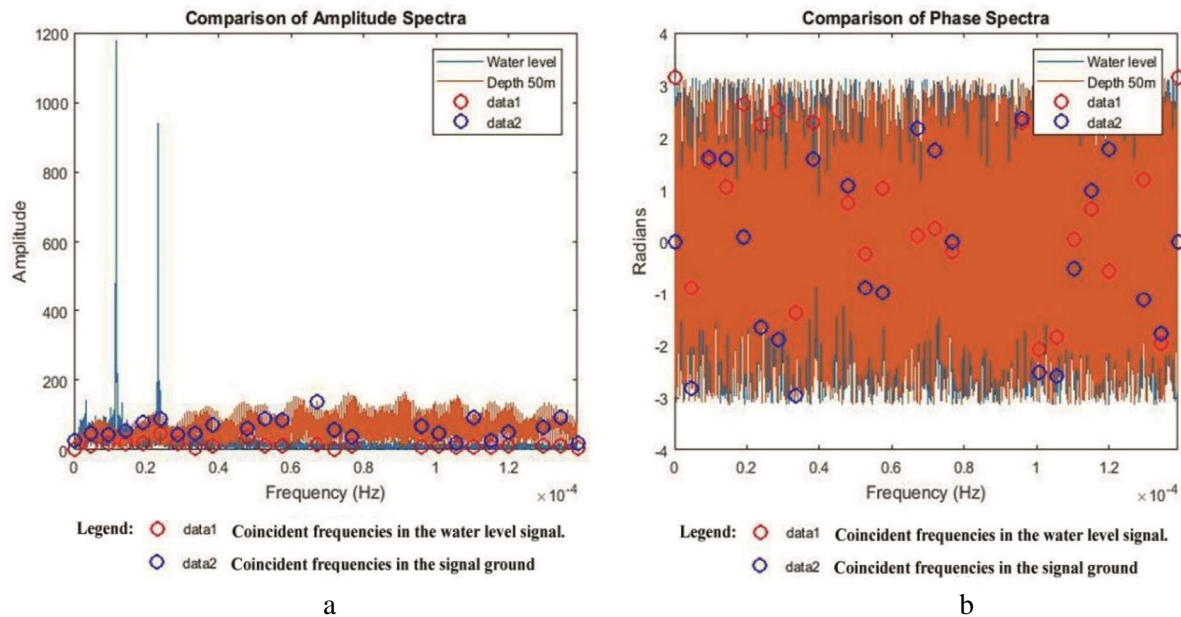 Comparison of Amplitude Spectra
1200
1000
800
600
400
200
0
Amplitude
Water level
Depth 50m
data1
data2
0 0.2 0.4 0.6 0.8 1 1.2
Frequency (Hz)
×10⁻⁴
Legend: data1 Coincident frequencies in the water level signal.
data2 Coincident frequencies in the signal ground
a
Comparison of Phase Spectra
4
3
2
1
0
-1
-2
-3
-4
Radians
Water level
Depth 50m
data1
data2
0 0.2 0.4 0.6 0.8 1 1.2
Frequency (Hz)
×10⁻⁴
Legend: data1 Coincident frequencies in the water level signal.
data2 Coincident frequencies in the signal ground
b